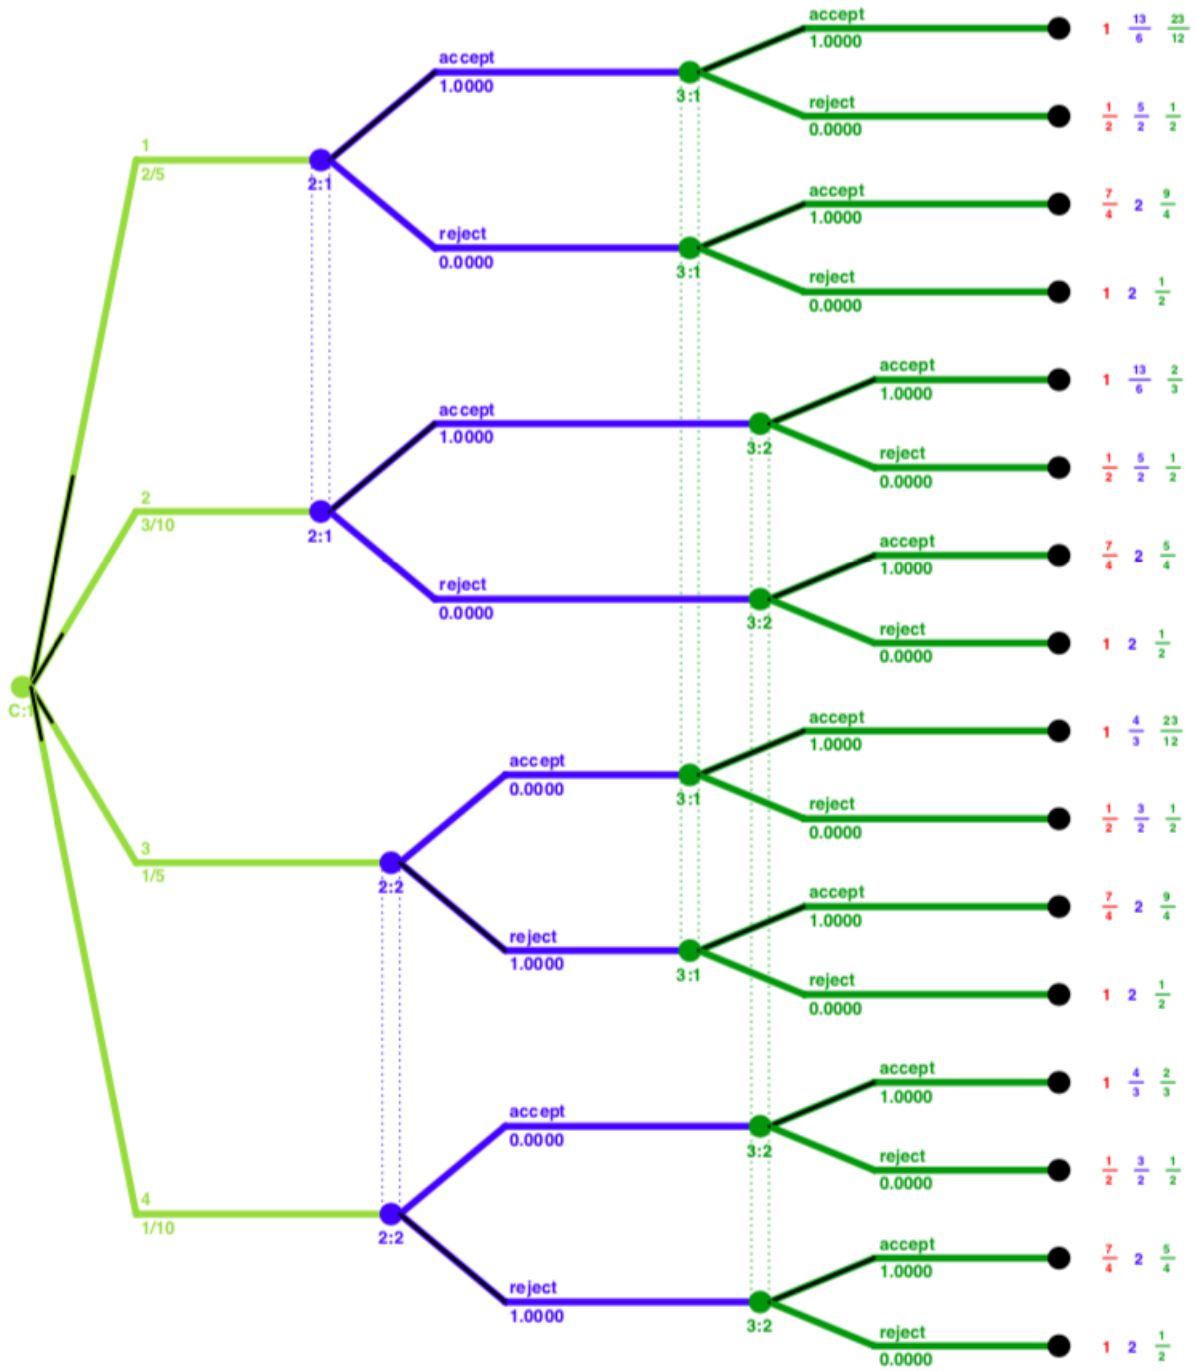 accept
1.0000
1 13/6 23/12
accept
1.0000
3:1
reject
0.0000
1/2 5/2 1/2
1
2/5
2:1
accept
1.0000
7/4 2 9/4
reject
0.0000
3:1
reject
0.0000
1 2 1/2
accept
1.0000
1 13/6 2/3
accept
1.0000
3:2
reject
0.0000
1/2 5/2 1/2
2
3/10
2:1
accept
1.0000
7/4 2 5/4
reject
0.0000
3:2
reject
0.0000
1 2 1/2
C:1
accept
1.0000
1 4/3 23/12
accept
0.0000
3:1
reject
0.0000
1/2 3/2 1/2
3
1/5
2:2
accept
1.0000
7/4 2 9/4
reject
1.0000
3:1
reject
0.0000
1 2 1/2
accept
1.0000
1 4/3 2/3
accept
0.0000
3:2
reject
0.0000
1/2 3/2 1/2
4
1/10
2:2
accept
1.0000
7/4 2 5/4
reject
1.0000
3:2
reject
0.0000
1 2 1/2